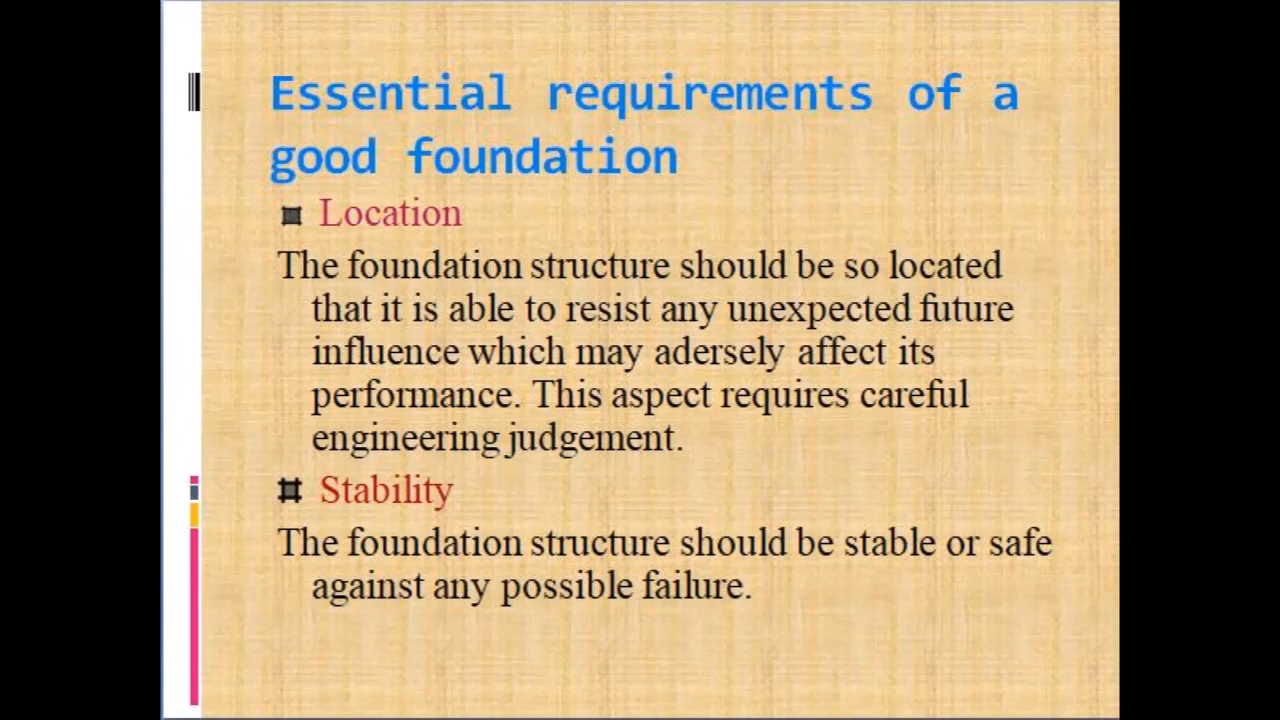 Essential requirements of a
good foundation
Location
The foundation structure should be so located
that it is able to resist any unexpected future
influence which may adersely affect its
performance. This aspect requires careful
engineering judgement.
Stability
The foundation structure should be stable or safe
against any possible failure.